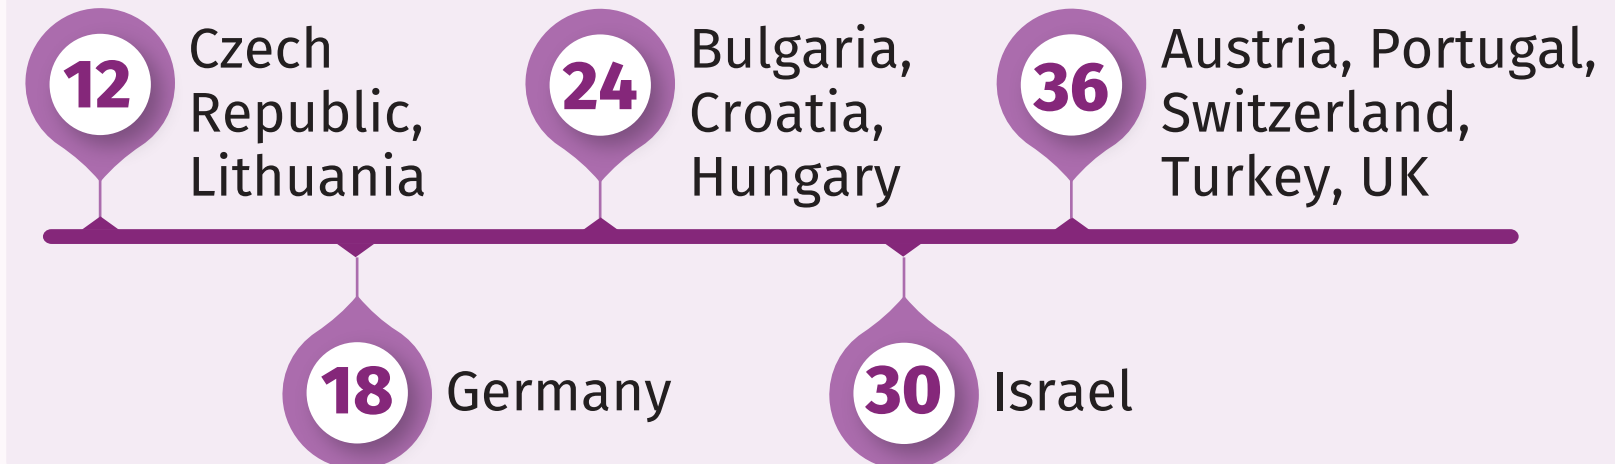 12
Czech
Republic,
Lithuania
24
Bulgaria,
Croatia,
Hungary
36
Austria, Portugal,
Switzerland,
Turkey, UK
18
Germany
30
Israel